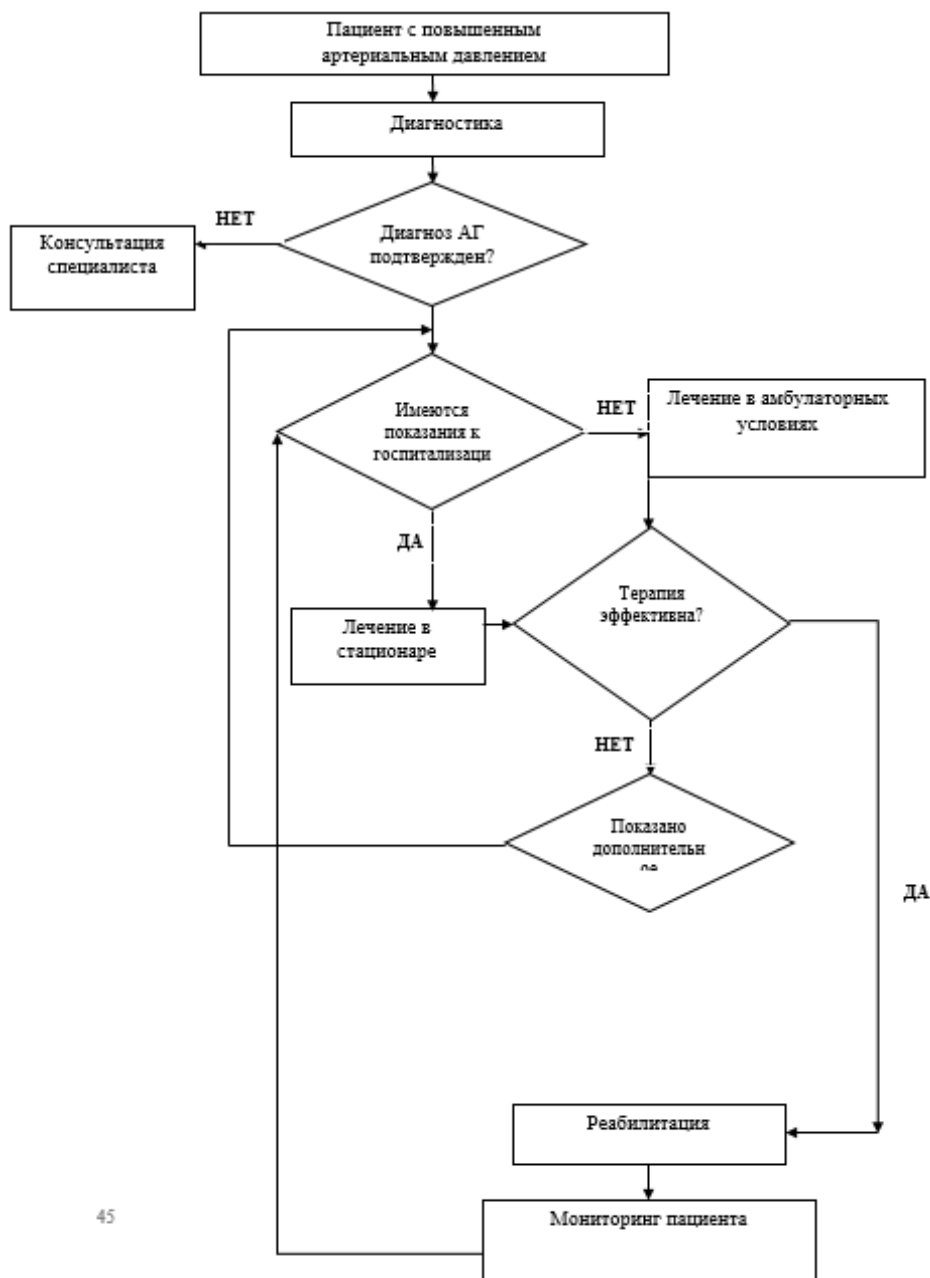 Пациент с повышенным
артериальным давлением
Диагностика
НЕТ
Диагноз АГ
подтвержден?
Консультация
специалиста
Имеются
показания к
госпитализаци
НЕТ
Лечение в амбулаторных
условиях
ДА
Терапия
эффективна?
Лечение в
стационаре
НЕТ
Показано
дополнительн
ДА
Реабилитация
Мониторинг пациента
45